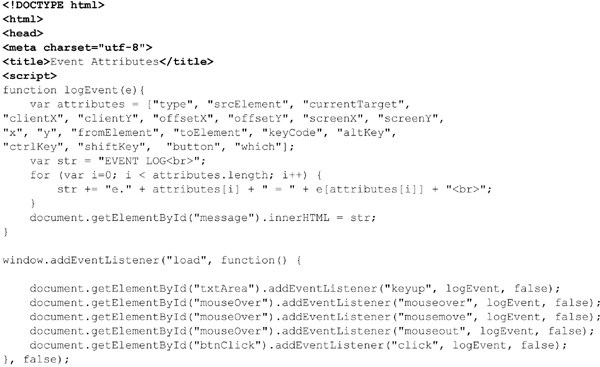 <!DOCTYPE html>
<html>
<head>
<meta charset="utf-8">
<title>Event Attributes</title>
<script>
function logEvent(e){
    var attributes = ["type", "srcElement", "currentTarget",
"clientX", "clientY", "offsetX", "offsetY", "screenX", "screenY",
"x", "y", "fromElement", "toElement", "keyCode", "altKey",
"ctrlKey", "shiftKey",  "button", "which"];
    var str = "EVENT LOG<br>";
    for (var i=0; i < attributes.length; i++) {
        str += "e." + attributes[i] + " = " + e[attributes[i]] + "<br>";
    }
    document.getElementById("message").innerHTML = str;
}

window.addEventListener("load", function() {

    document.getElementById("txtArea").addEventListener("keyup", logEvent, false);
    document.getElementById("mouseOver").addEventListener("mouseover", logEvent, false);
    document.getElementById("mouseOver").addEventListener("mousemove", logEvent, false);
    document.getElementById("mouseOver").addEventListener("mouseout", logEvent, false);
    document.getElementById("btnClick").addEventListener("click", logEvent, false);
}, false);